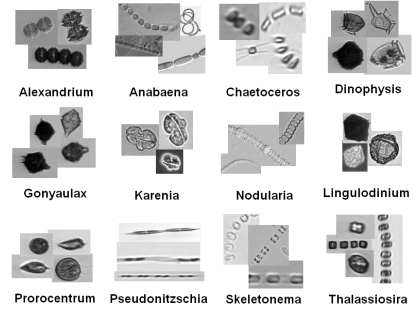 Alexandrium Anabaena Chaetoceros Dinophysis
Gonyaulax Karenia Nodularia Lingulodinium
Prorocentrum Pseudonitzschia Skeletonema Thalassiosira